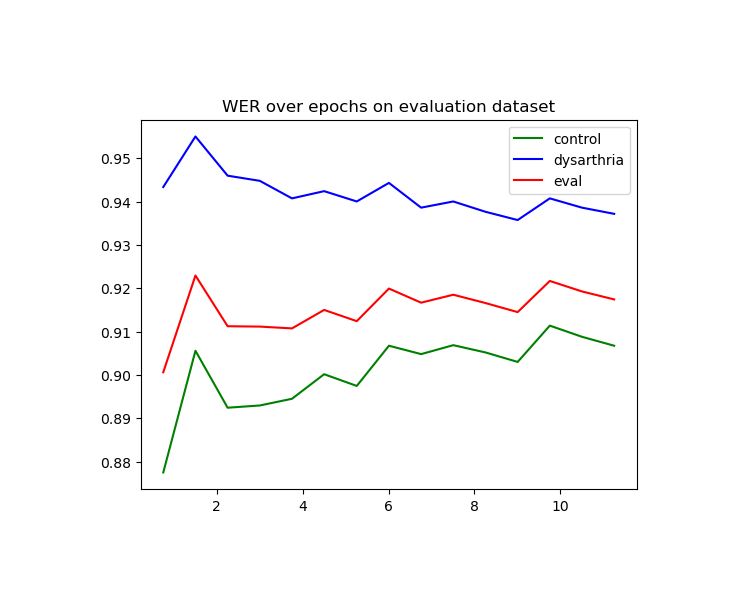 WER over epochs on evaluation dataset
control
dysarthria
eval
0.95
0.94
0.93
0.92
0.91
0.90
0.89
0.88
2 4 6 8 10